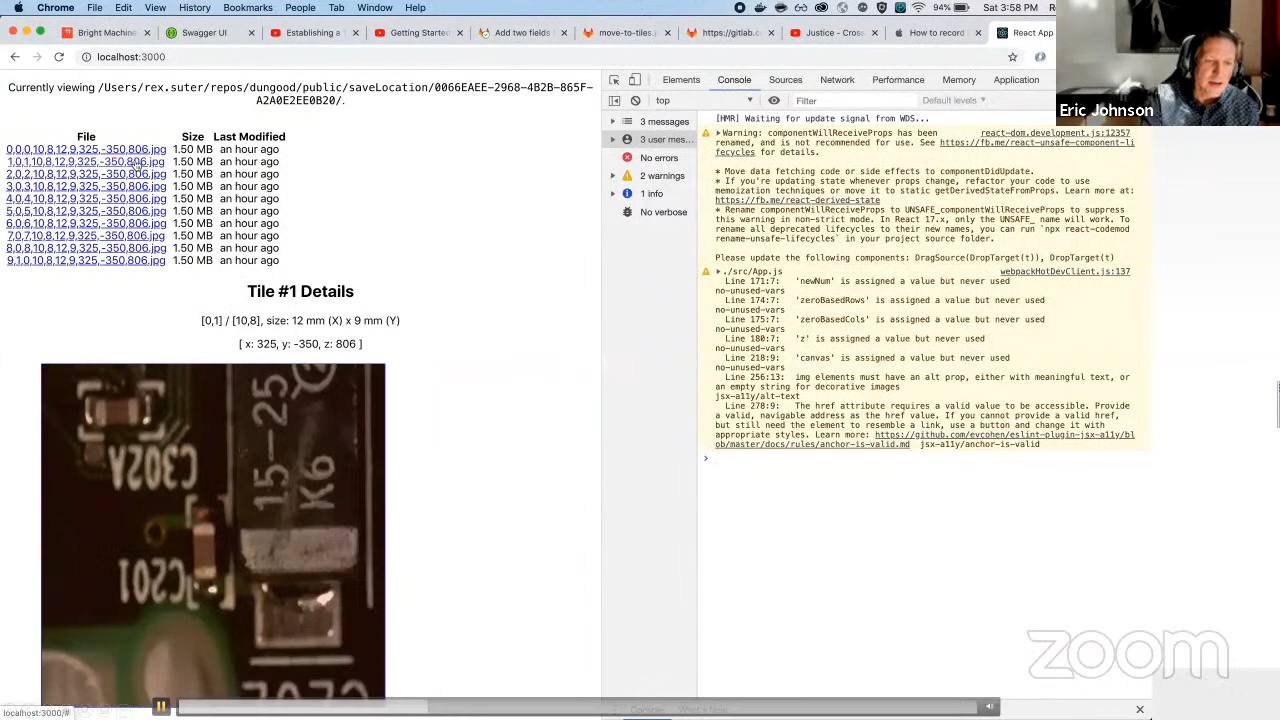 94% Sat 3:58 PM
Bright Machine
Swagger UI
Establishing a
Getting Started
Add two fields
move-to-tiles.j
https://gitlab.
Justice - Cross
How to record
React App
localhost:3000
Currently viewing /Users/rex.suter/repos/dungood/public/saveLocation/0066EAEE-2968-4B2B-865F-
A2A0E2EE0B20/.
File Size Last Modified
0,0,0,10,8,12,9,325,-350,806.jpg 1.50 MB an hour ago
1,0,1,10,8,12,9,325,-350,806.jpg 1.50 MB an hour ago
2,0,2,10,8,12,9,325,-350,806.jpg 1.50 MB an hour ago
3,0,3,10,8,12,9,325,-350,806.jpg 1.50 MB an hour ago
4,0,4,10,8,12,9,325,-350,806.jpg 1.50 MB an hour ago
5,0,5,10,8,12,9,325,-350,806.jpg 1.50 MB an hour ago
6,0,6,10,8,12,9,325,-350,806.jpg 1.50 MB an hour ago
7,0,7,10,8,12,9,325,-350,806.jpg 1.50 MB an hour ago
8,0,8,10,8,12,9,325,-350,806.jpg 1.50 MB an hour ago
9,1,0,10,8,12,9,325,-350,806.jpg 1.50 MB an hour ago
Tile #1 Details
[0,1] / [10,8], size: 12 mm (X) x 9 mm (Y)
[ x: 325, y: -350, z: 806 ]
15-25
K6
C302A
C201
localhost:3000/#
Elements Console Sources Network Performance Memory Application
top Filter Default levels
3 messages
3 user mes...
No errors
2 warnings
1 info
No verbose
[HMR] Waiting for update signal from WDS...
Warning: componentWillReceiveProps has been react-dom.development.js:12357
renamed, and is not recommended for use. See https://fb.me/react-unsafe-component-li
fecycles for details.
* Move data fetching code or side effects to componentDidUpdate.
* If you're updating state whenever props change, refactor your code to use
memoization techniques or move it to static getDerivedStateFromProps. Learn more at:
https://fb.me/react-derived-state
* Rename componentWillReceiveProps to UNSAFE_componentWillReceiveProps to suppress
this warning in non-strict mode. In React 17.x, only the UNSAFE_ name will work. To
rename all deprecated lifecycles to their new names, you can run `npx react-codemod
rename-unsafe-lifecycles` in your project source folder.
Please update the following components: DragSource(DropTarget(t)), DropTarget(t)
./src/App.js webpackHotDevClient.js:137
Line 171:7: 'newNum' is assigned a value but never used
no-unused-vars
Line 174:7: 'zeroBasedRows' is assigned a value but never used
no-unused-vars
Line 175:7: 'zeroBasedCols' is assigned a value but never used
no-unused-vars
Line 180:7: 'z' is assigned a value but never used
no-unused-vars
Line 218:9: 'canvas' is assigned a value but never used
no-unused-vars
Line 256:13: img elements must have an alt prop, either with meaningful text, or
an empty string for decorative images
jsx-a11y/alt-text
Line 278:9: The href attribute requires a valid value to be accessible. Provide
a valid, navigable address as the href value. If you cannot provide a valid href,
but still need the element to resemble a link, use a button and change it with
appropriate styles. Learn more: https://github.com/evcohen/eslint-plugin-jsx-a11y/bl
ob/master/docs/rules/anchor-is-valid.md jsx-a11y/anchor-is-valid
Console What's New
Eric Johnson
zoom